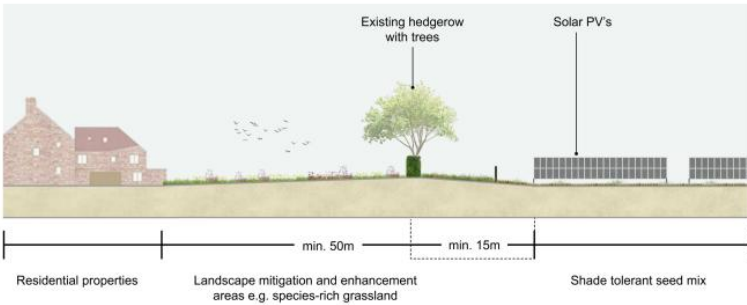 Existing hedgerow
with trees
Solar PV's
min. 50m
min. 15m
Residential properties
Landscape mitigation and enhancement
areas e.g. species-rich grassland
Shade tolerant seed mix